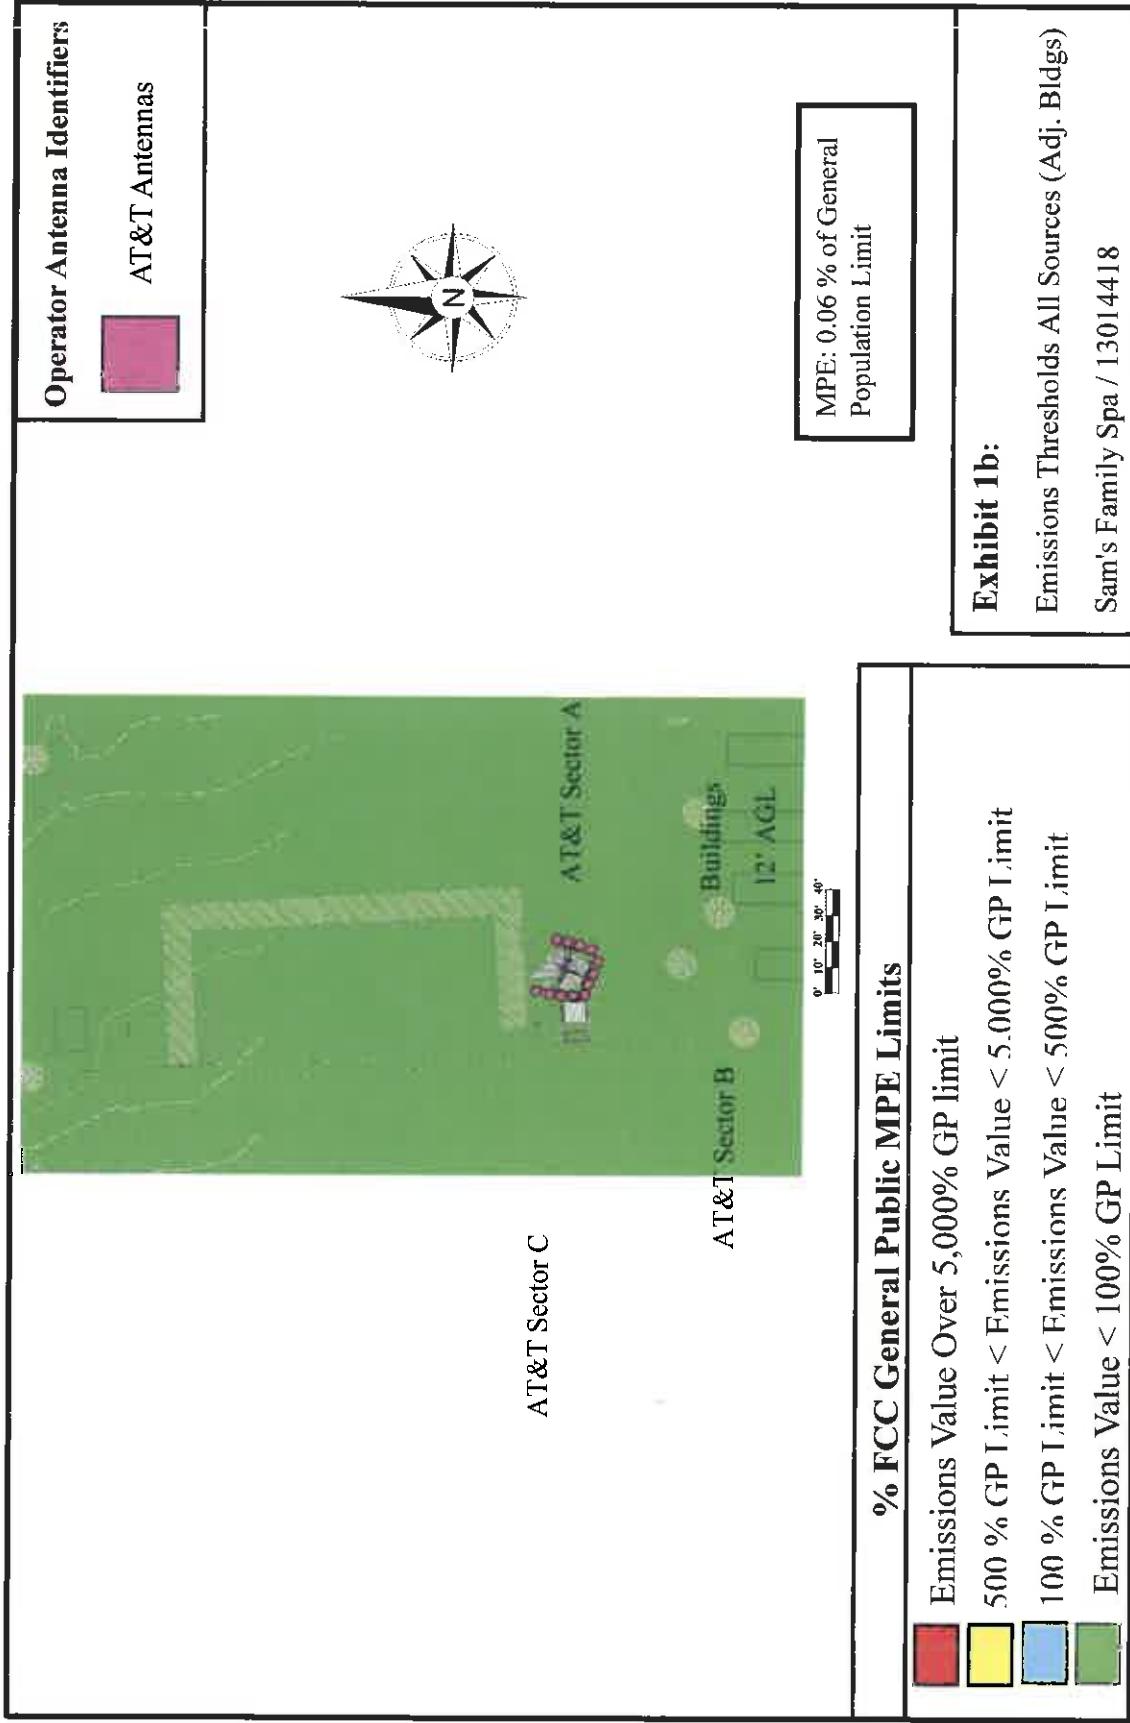 Operator Antenna Identifiers
AT&T Antennas
N
MPE: 0.06 % of General
Population Limit
AT&T Sector A
AT&T Sector B
AT&T Sector C
Buildings
12' AGL
0' 10' 20' 30' 40'
% FCC General Public MPE Limits
Emissions Value Over 5,000% GP limit
500 % GP Limit < Emissions Value < 5.000% GP Limit
100 % GP Limit < Emissions Value < 500% GP Limit
Emissions Value < 100% GP Limit
Exhibit 1b:
Emissions Thresholds All Sources (Adj. Bldgs)
Sam's Family Spa / 13014418